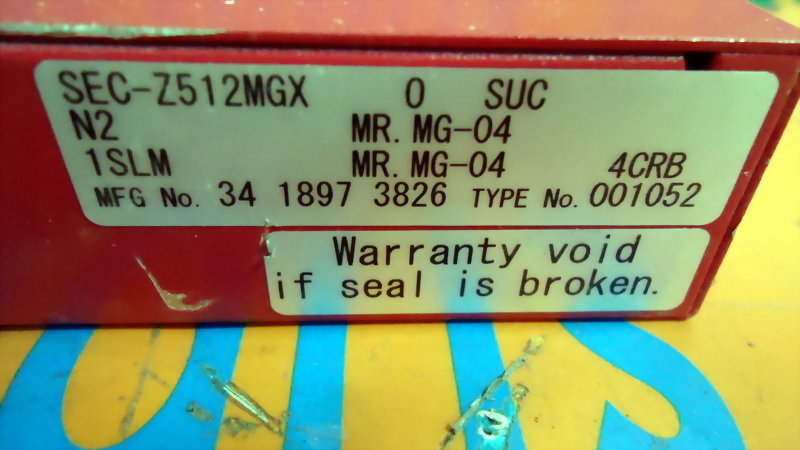 SEC-Z512MGX 0 SUC
N2 MR. MG-04
1SLM MR. MG-04 4CRB
MFG No. 34 1897 3826 TYPE No. 001052
Warranty void
if seal is broken.